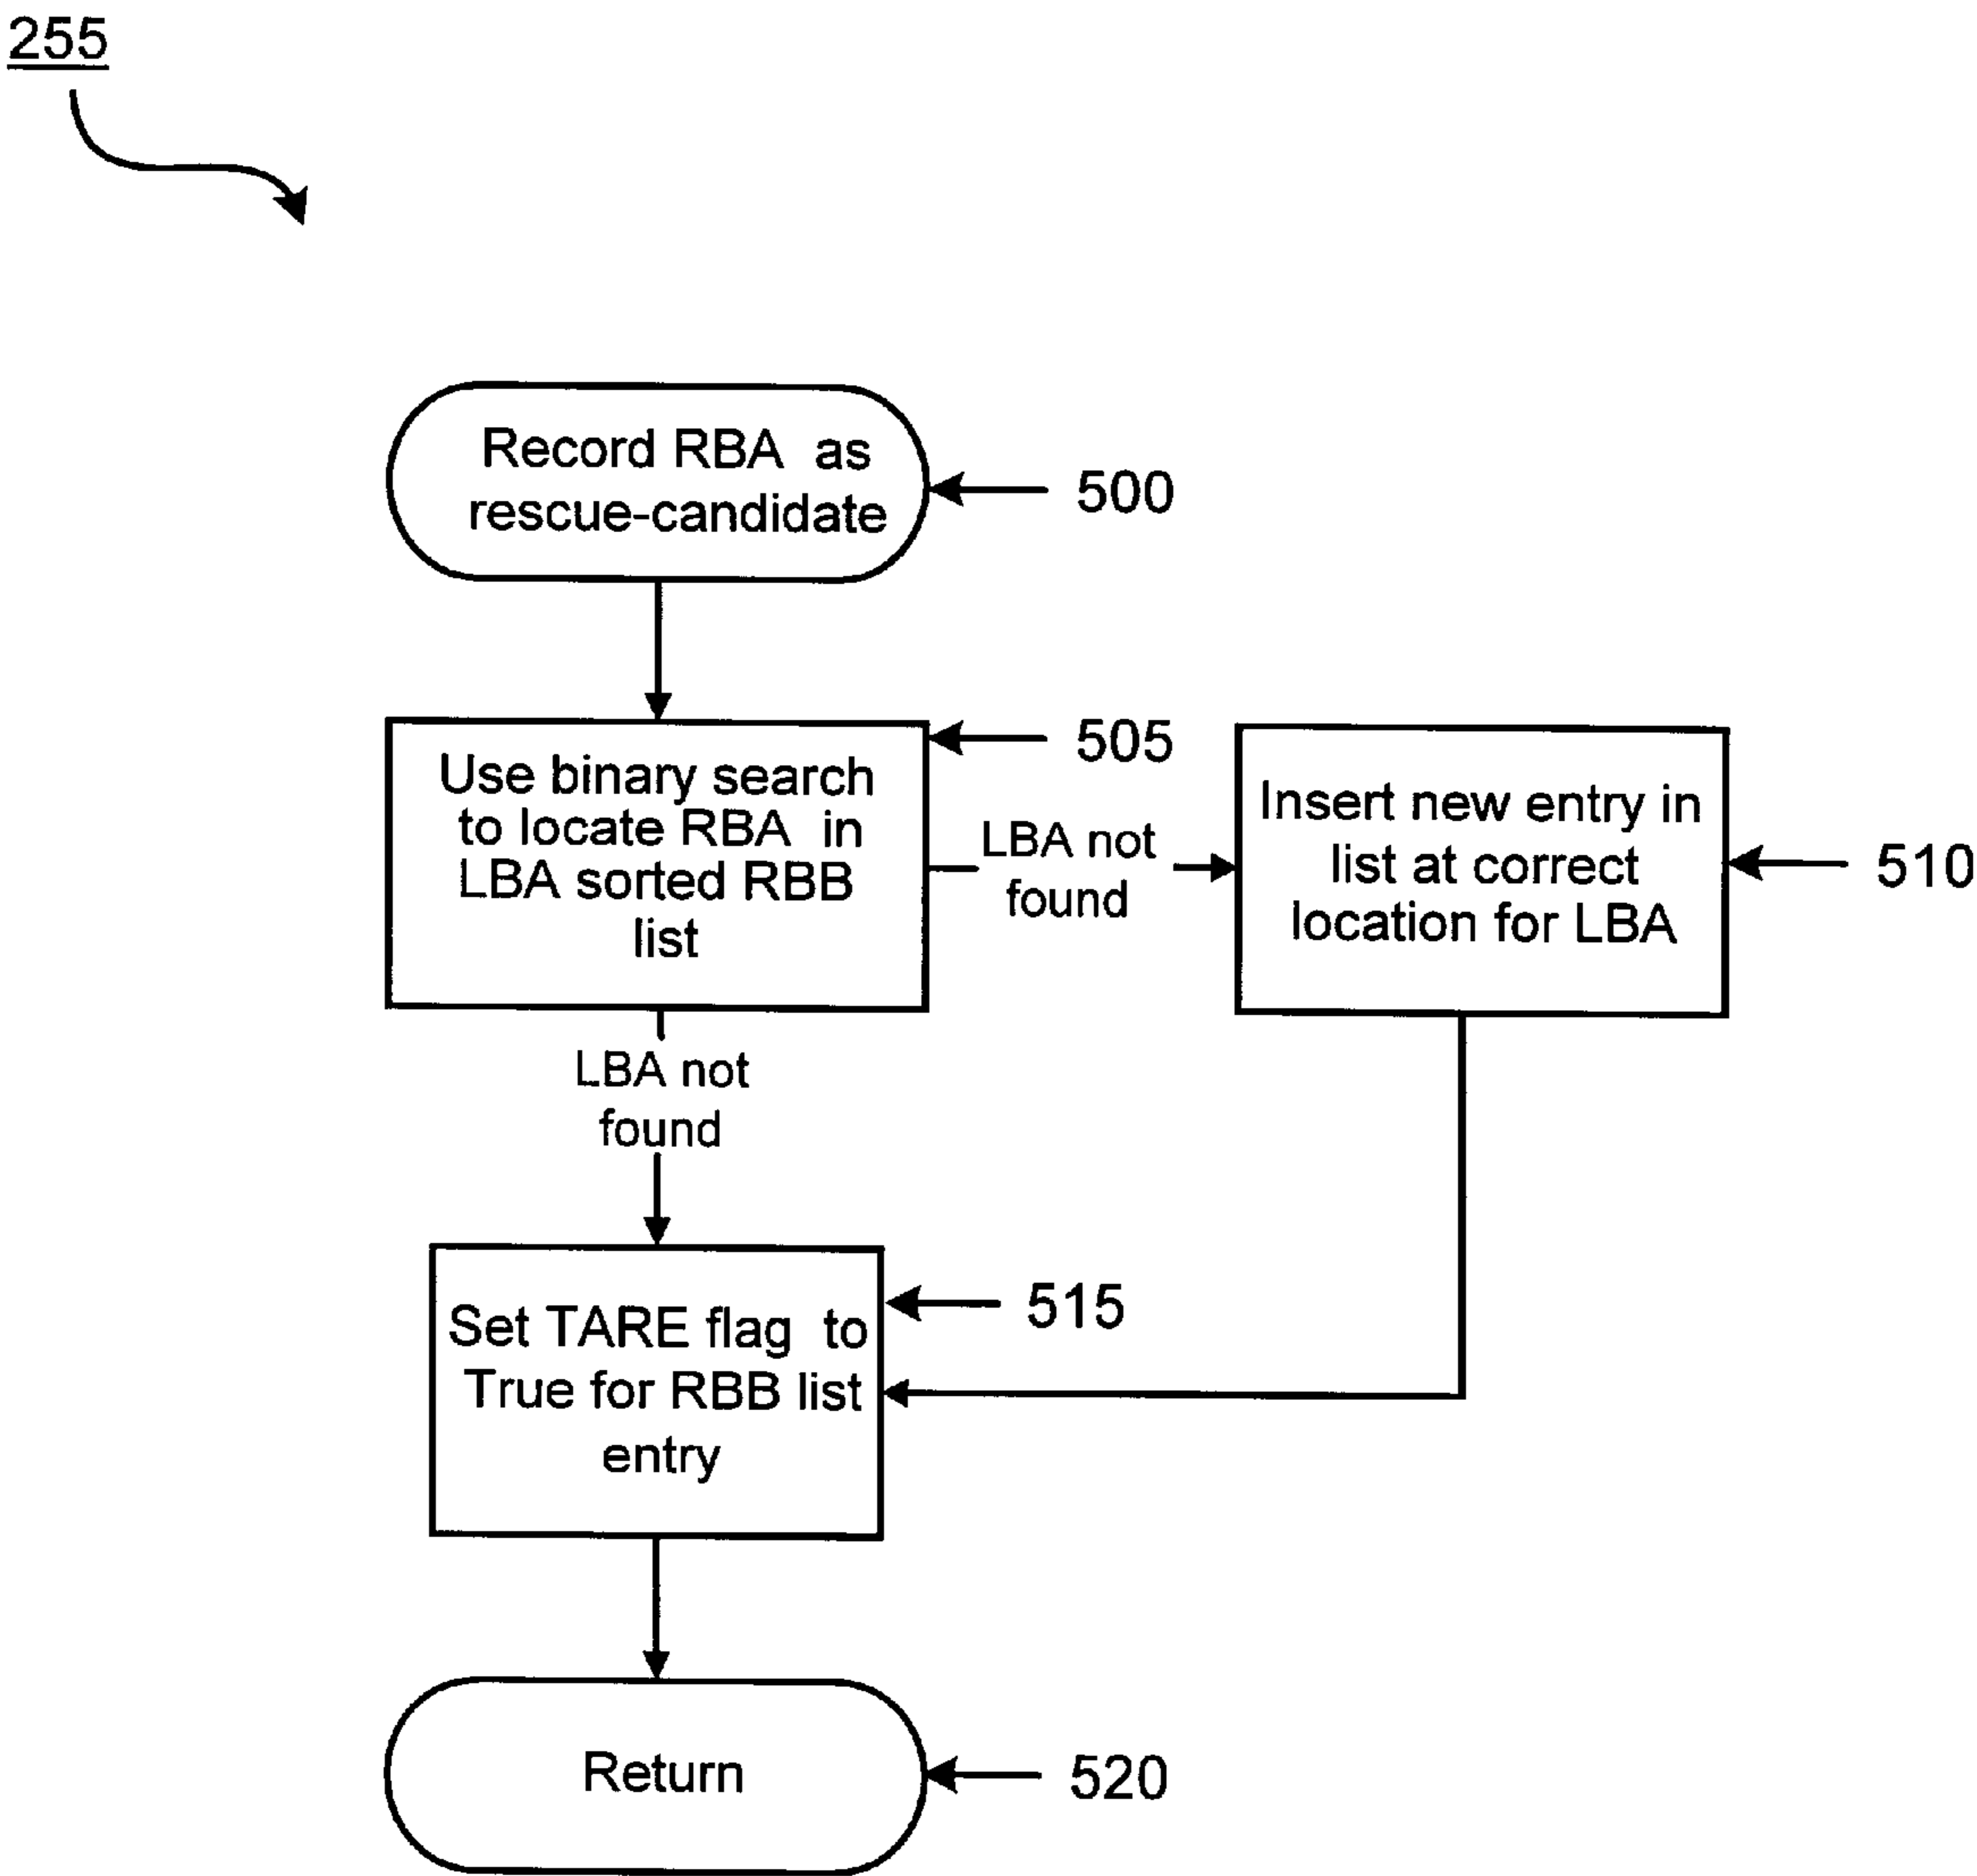 255
Record RBA as
rescue-candidate
500
Use binary search
to locate RBA in
LBA sorted RBB
list
505
LBA not
found
Insert new entry in
list at correct
location for LBA
510
LBA not
found
Set TARE flag to
True for RBB list
entry
515
Return
520